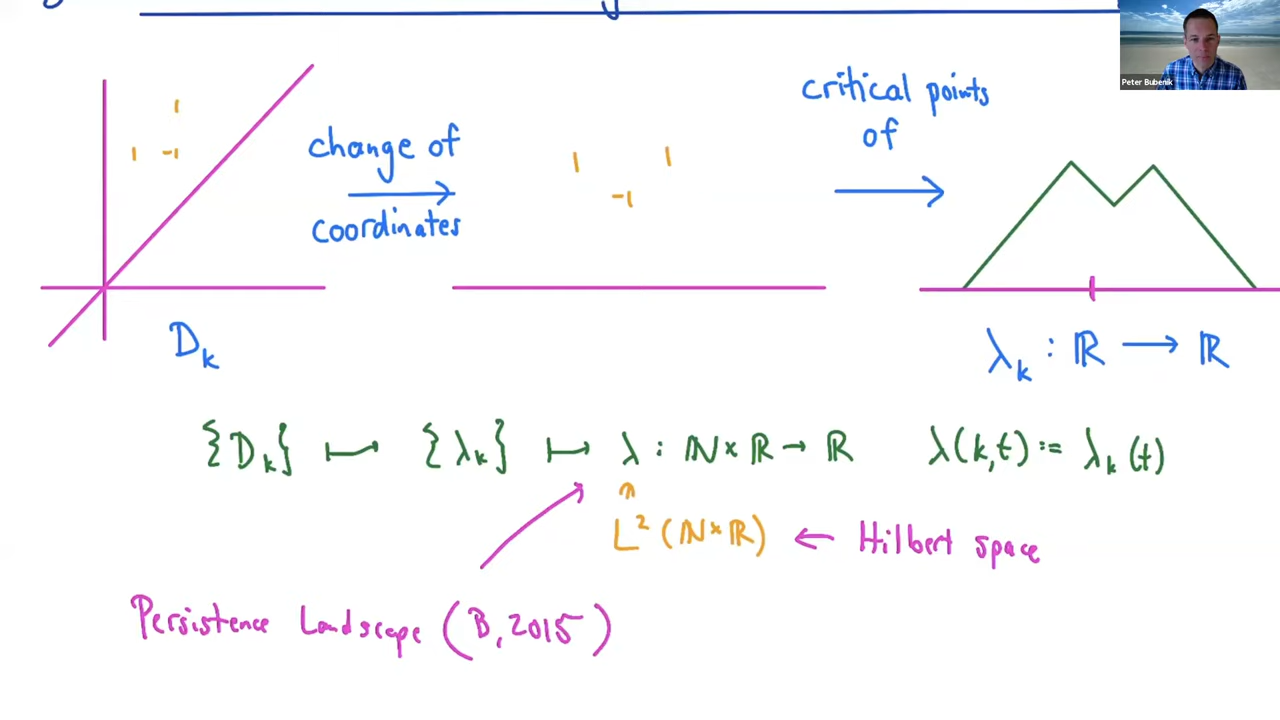 Peter Bubenik
1
1 -1
change of
coordinates
1 1
-1
critical points
of
D_k
λ_k : ℝ ⟶ ℝ
{D_k} ⟼ {λ_k} ⟼ λ : ℕ × ℝ → ℝ λ(k,t) := λ_k(t)
L²(ℕ×ℝ) ← Hilbert space
Persistence Landscape (B, 2015)